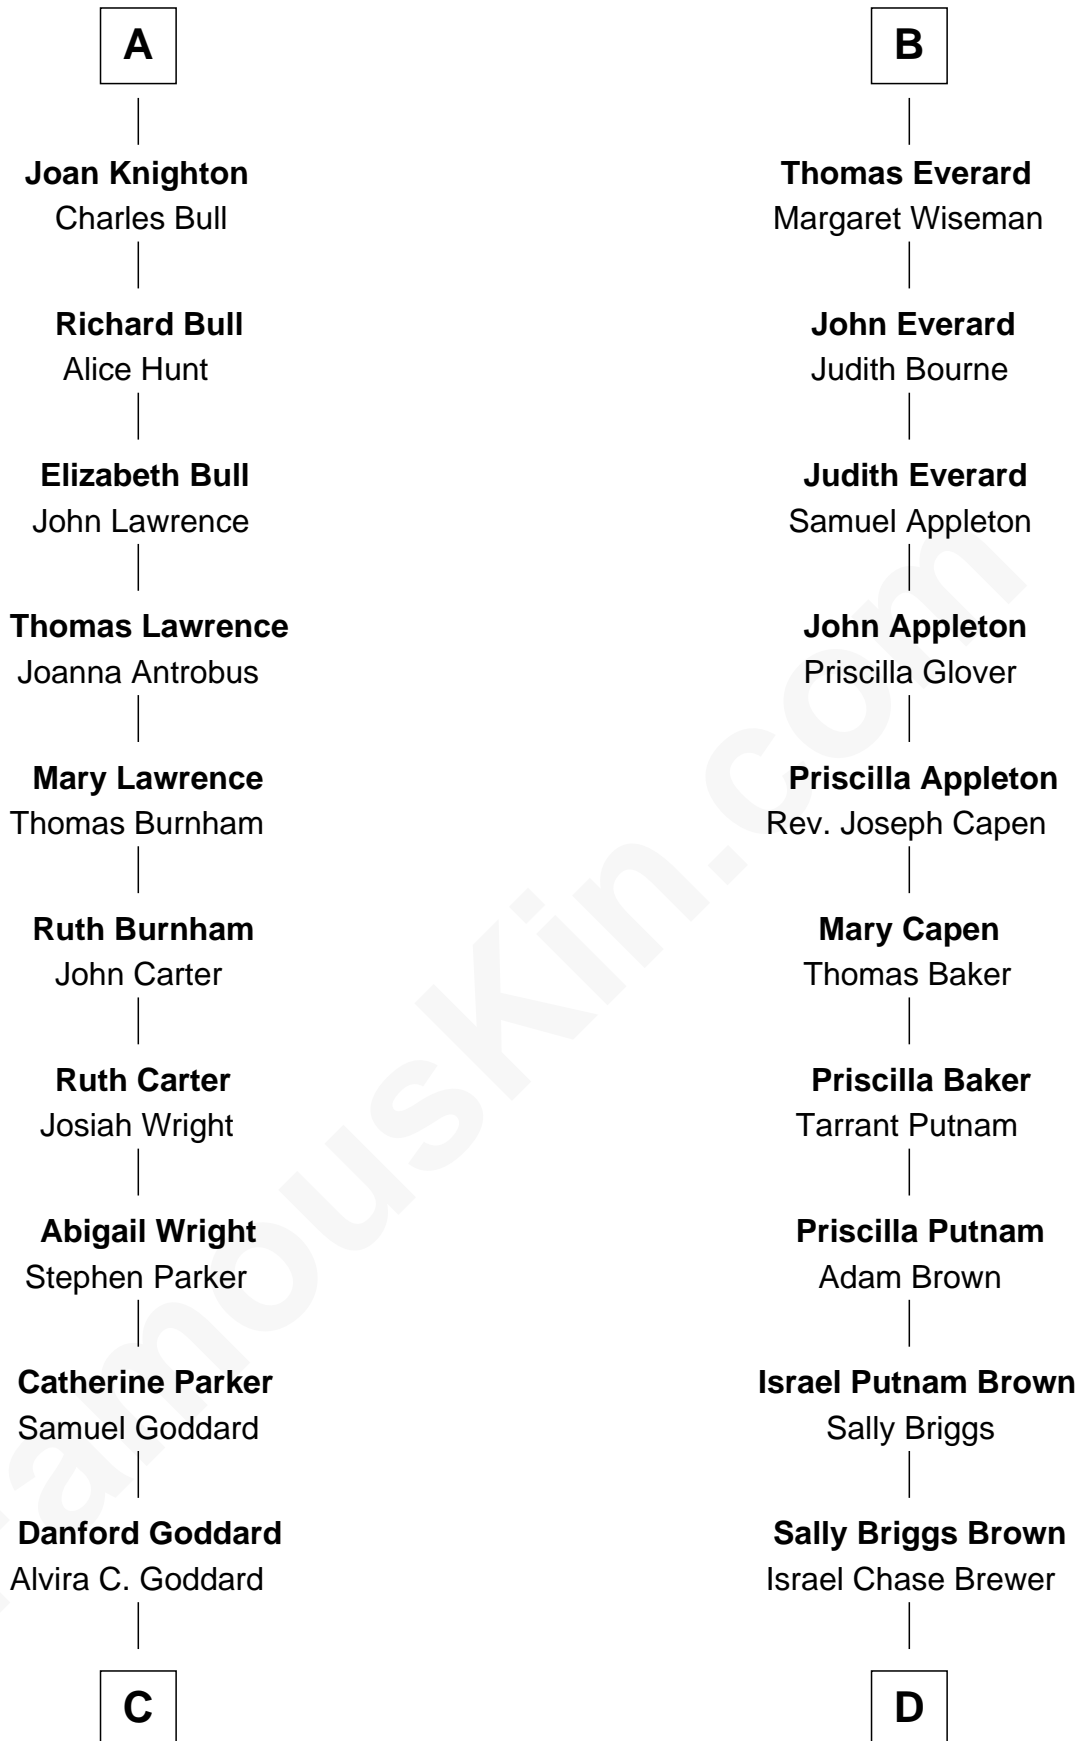 A
Joan Knighton
Charles Bull
Richard Bull
Alice Hunt
Elizabeth Bull
John Lawrence
Thomas Lawrence
Joanna Antrobus
Mary Lawrence
Thomas Burnham
Ruth Burnham
John Carter
Ruth Carter
Josiah Wright
Abigail Wright
Stephen Parker
Catherine Parker
Samuel Goddard
Danford Goddard
Alvira C. Goddard
C
B
Thomas Everard
Margaret Wiseman
John Everard
Judith Bourne
Judith Everard
Samuel Appleton
John Appleton
Priscilla Glover
Priscilla Appleton
Rev. Joseph Capen
Mary Capen
Thomas Baker
Priscilla Baker
Tarrant Putnam
Priscilla Putnam
Adam Brown
Israel Putnam Brown
Sally Briggs
Sally Briggs Brown
Israel Chase Brewer
D
FamousKin.com